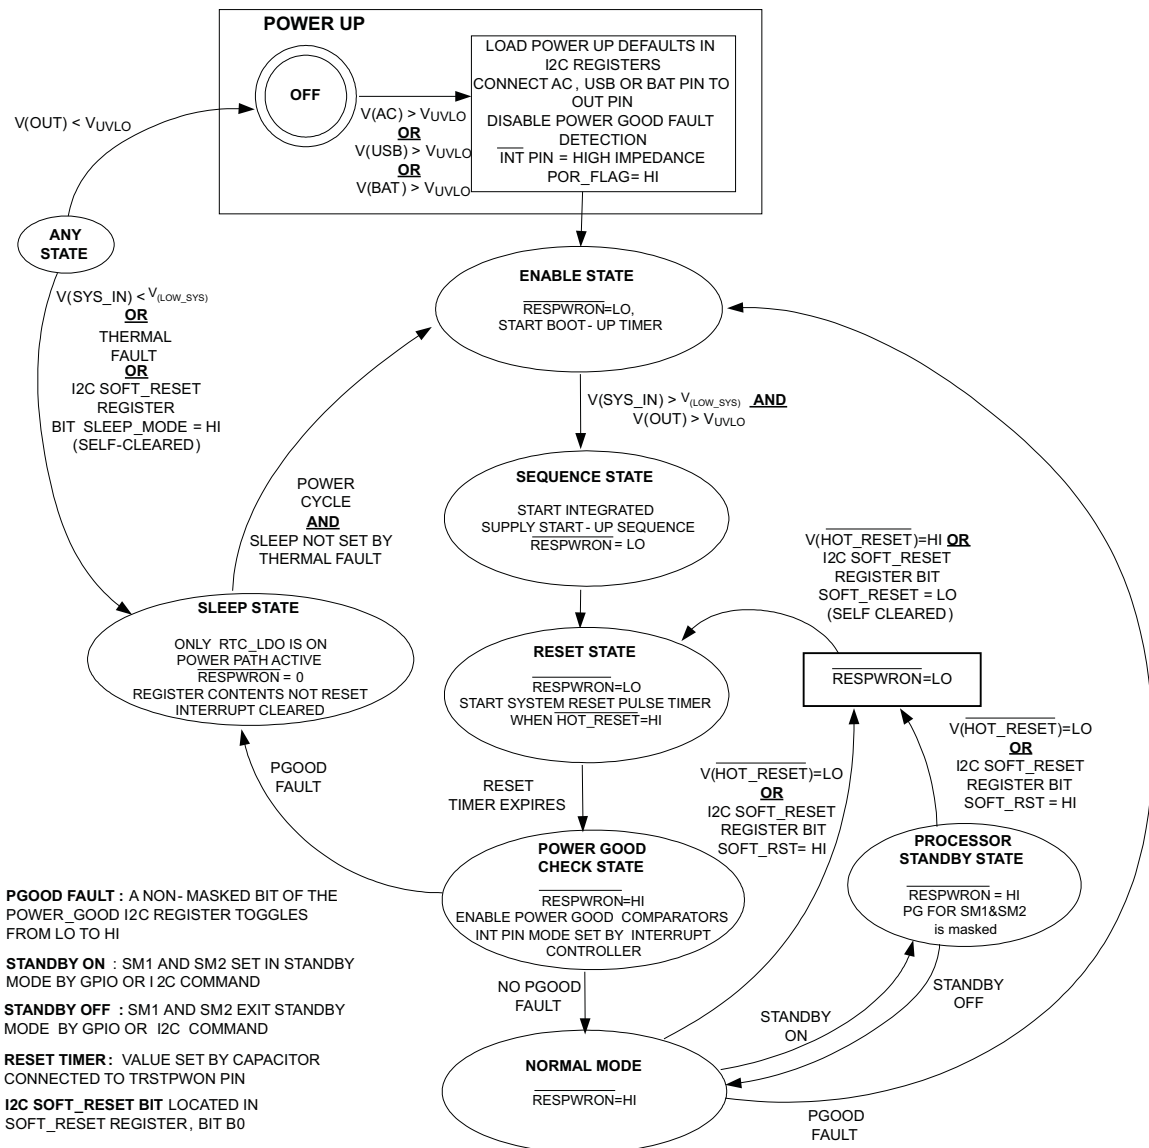 POWER UP
OFF
V(AC) > VUVLO
OR
V(USB) > VUVLO
OR
V(BAT) > VUVLO
LOAD POWER UP DEFAULTS IN
I2C REGISTERS
CONNECT AC, USB OR BAT PIN TO
OUT PIN
DISABLE POWER GOOD FAULT
DETECTION
INT PIN = HIGH IMPEDANCE
POR_FLAG= HI
V(OUT) < VUVLO
ANY
STATE
V(SYS_IN) < V(LOW_SYS)
OR
THERMAL
FAULT
OR
I2C SOFT_RESET
REGISTER
BIT SLEEP_MODE = HI
(SELF-CLEARED)
ENABLE STATE
RESPWRON=LO,
START BOOT - UP TIMER
V(SYS_IN) > V(LOW_SYS) AND
V(OUT) > VUVLO
SEQUENCE STATE
START INTEGRATED
SUPPLY START - UP SEQUENCE
RESPWRON = LO
POWER
CYCLE
AND
SLEEP NOT SET BY
THERMAL FAULT
V(HOT_RESET)=HI OR
I2C SOFT_RESET
REGISTER BIT
SOFT_RESET = LO
(SELF CLEARED)
SLEEP STATE
ONLY RTC_LDO IS ON
POWER PATH ACTIVE
RESPWRON = 0
REGISTER CONTENTS NOT RESET
INTERRUPT CLEARED
RESET STATE
RESPWRON=LO
START SYSTEM RESET PULSE TIMER
WHEN HOT_RESET=HI
RESPWRON=LO
PGOOD
FAULT
RESET
TIMER EXPIRES
V(HOT_RESET)=LO
OR
I2C SOFT_RESET
REGISTER BIT
SOFT_RST= HI
V(HOT_RESET)=LO
OR
I2C SOFT_RESET
REGISTER BIT
SOFT_RST = HI
POWER GOOD
CHECK STATE
RESPWRON=HI
ENABLE POWER GOOD COMPARATORS
INT PIN MODE SET BY INTERRUPT
CONTROLLER
PROCESSOR
STANDBY STATE
RESPWRON = HI
PG FOR SM1&SM2
is masked
NO PGOOD
FAULT
STANDBY
ON
STANDBY
OFF
NORMAL MODE
RESPWRON=HI
PGOOD
FAULT
PGOOD FAULT : A NON- MASKED BIT OF THE
POWER_GOOD I2C REGISTER TOGGLES
FROM LO TO HI
STANDBY ON : SM1 AND SM2 SET IN STANDBY
MODE BY GPIO OR I2C COMMAND
STANDBY OFF : SM1 AND SM2 EXIT STANDBY
MODE BY GPIO OR I2C COMMAND
RESET TIMER: VALUE SET BY CAPACITOR
CONNECTED TO TRSTPWON PIN
I2C SOFT_RESET BIT LOCATED IN
SOFT_RESET REGISTER, BIT B0